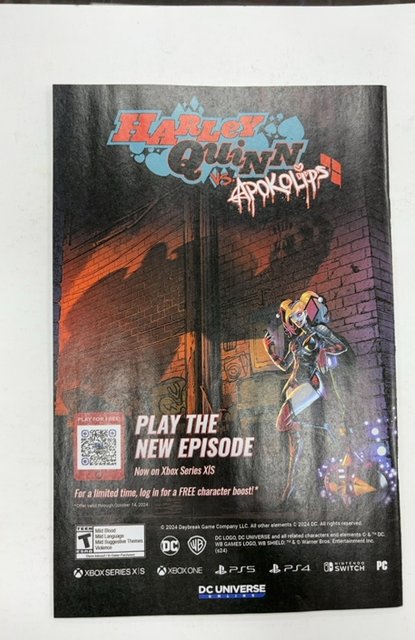 HARLEY
QUINN
VS.
APOKOLIPS
PLAY FOR FREE
PLAY THE
NEW EPISODE
Now on Xbox Series X|S
For a limited time, log in for a FREE character boost!*
*Offer valid through October 14, 2024
TEEN
T
ESRB
Mild Blood
Mild Language
Mild Suggestive Themes
Violence
© 2024 Daybreak Game Company LLC. All other elements © 2024 DC. All rights reserved.
DC
WB
DC LOGO, DC UNIVERSE and all related characters and elements © & ™ DC.
WB GAMES LOGO, WB SHIELD: ™ & © Warner Bros. Entertainment Inc.
(624)
XBOX SERIES X|S
XBOX ONE
PS5
PS4
NINTENDO
SWITCH
PC
DC UNIVERSE
ONLINE